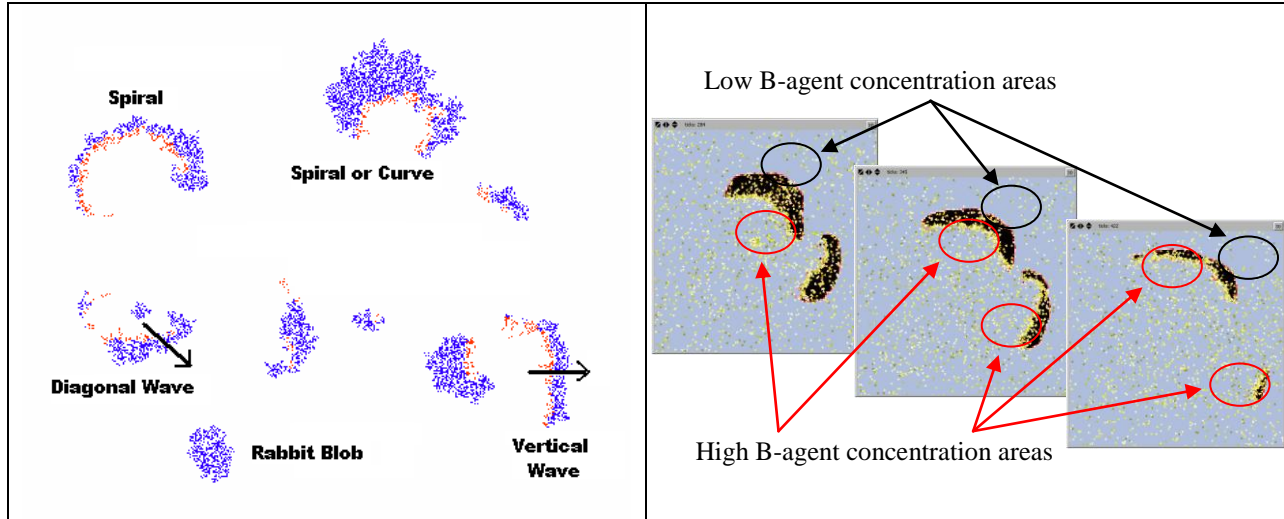 Spiral
Spiral or Curve
Diagonal Wave
Rabbit Blob
Vertical
Wave
Low B-agent concentration areas
High B-agent concentration areas